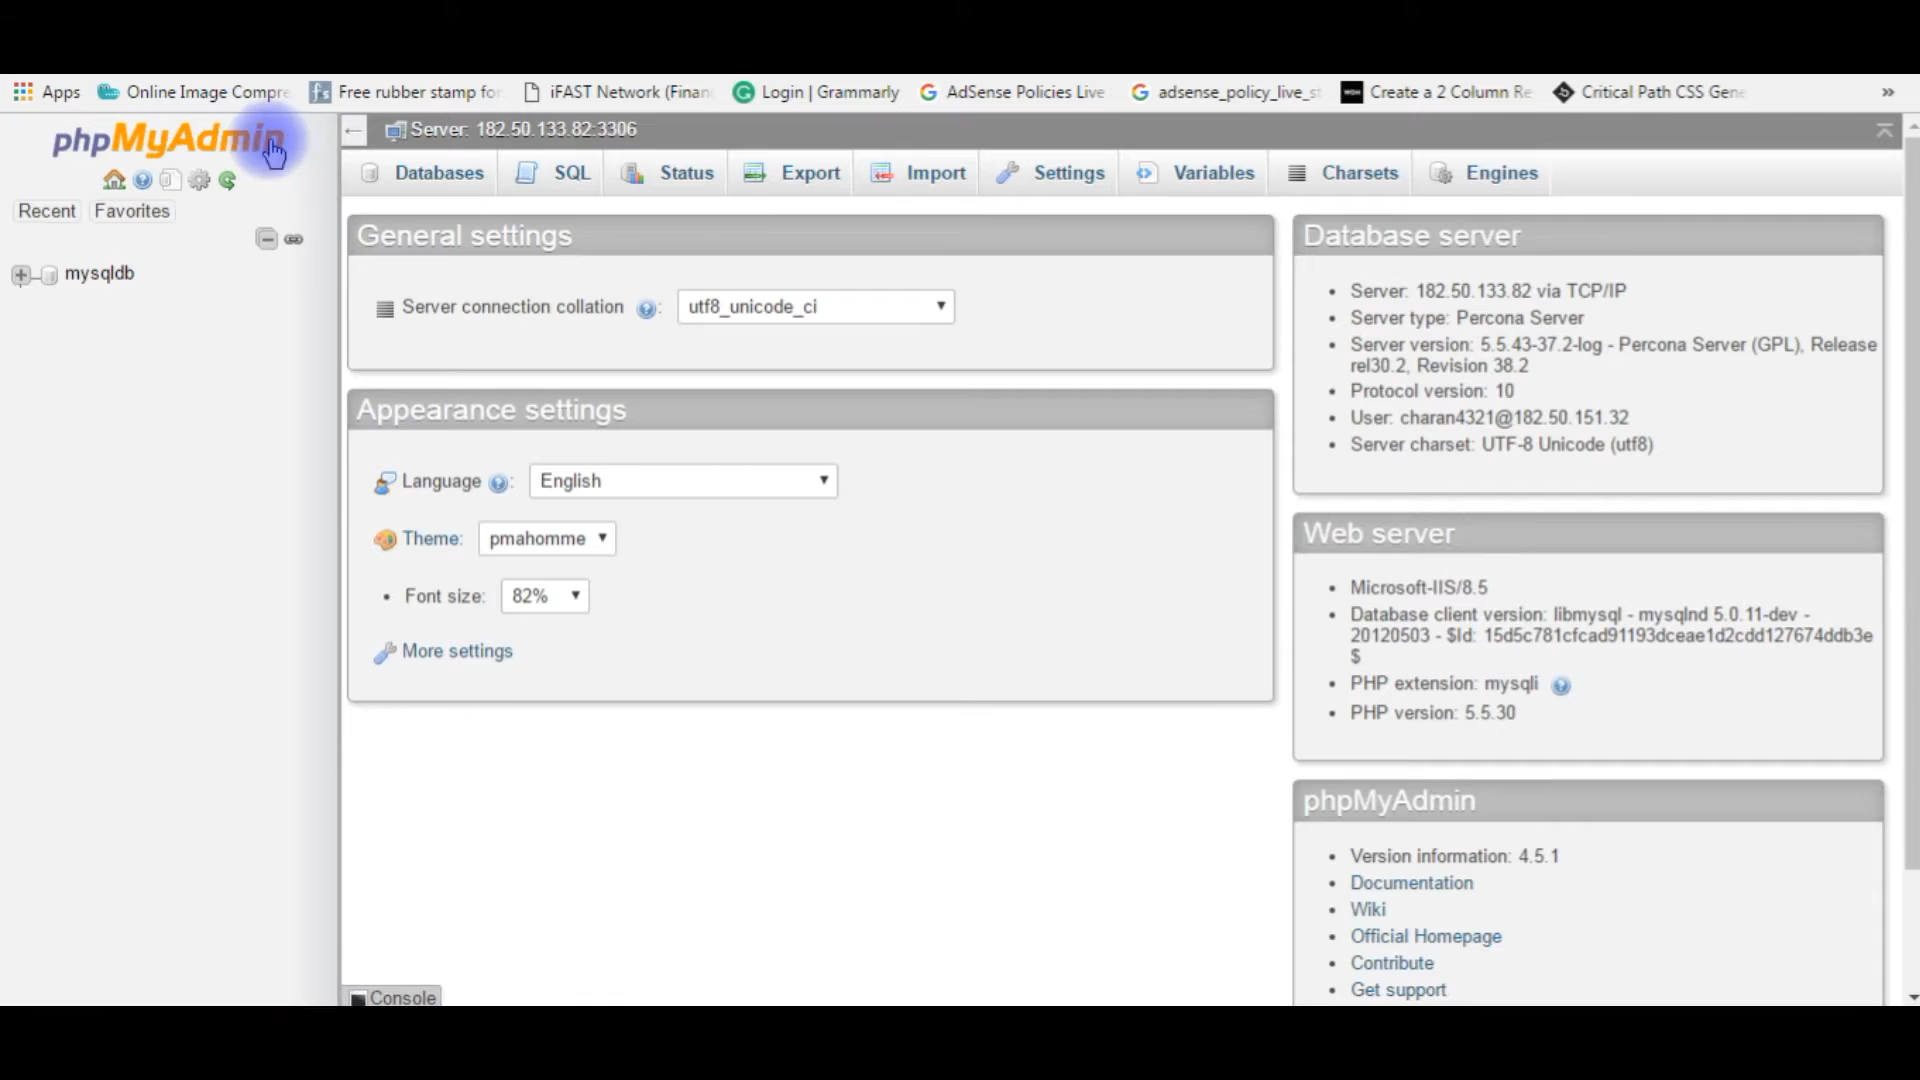 Apps
Online Image Compre
Free rubber stamp fo
iFAST Network (Finan
Login | Grammarly
AdSense Policies Live
adsense_policy_live_st
Create a 2 Column Re
Critical Path CSS Gene
»
phpMyAdmin
Server: 182.50.133.82:3306
Databases
SQL
Status
Export
Import
Settings
Variables
Charsets
Engines
Recent
Favorites
mysqldb
General settings
Server connection collation
:
utf8_unicode_ci
Appearance settings
Language
:
English
Theme:
pmahomme
• Font size:
82%
More settings
Database server
• Server: 182.50.133.82 via TCP/IP
• Server type: Percona Server
• Server version: 5.5.43-37.2-log - Percona Server (GPL), Release
rel30.2, Revision 38.2
• Protocol version: 10
• User: charan4321@182.50.151.32
• Server charset: UTF-8 Unicode (utf8)
Web server
• Microsoft-IIS/8.5
• Database client version: libmysql - mysqlnd 5.0.11-dev -
20120503 - $Id: 15d5c781cfcad91193dceae1d2cdd127674ddb3e
$
• PHP extension: mysqli
• PHP version: 5.5.30
phpMyAdmin
• Version information: 4.5.1
• Documentation
• Wiki
• Official Homepage
• Contribute
• Get support
Console